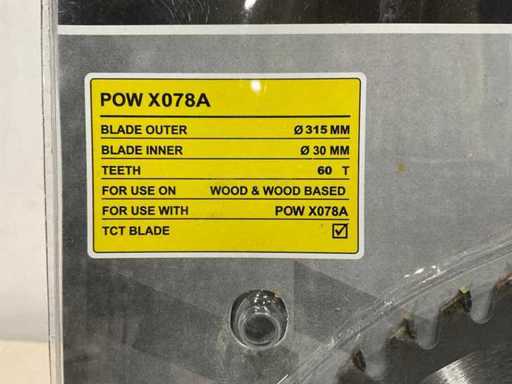 POW X078A
BLADE OUTER Ø 315 MM
BLADE INNER Ø 30 MM
TEETH 60 T
FOR USE ON WOOD & WOOD BASED
FOR USE WITH POW X078A
TCT BLADE ☑